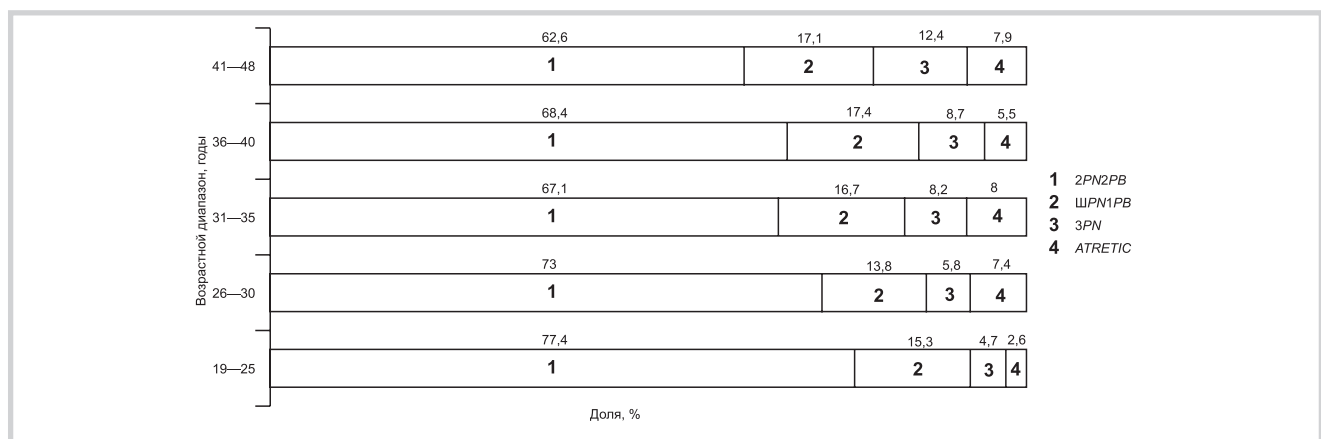 62,6 17,1 12,4 7,9
41—48 1 2 3 4
68,4 17,4 8,7 5,5
36—40 1 2 3 4
67,1 16,7 8,2 8
31—35 1 2 3 4
73 13,8 5,8 7,4
26—30 1 2 3 4
77,4 15,3 4,7 2,6
19—25 1 2 3 4
Возрастной диапазон, годы
Доля, %
1 2PN2PB
2 ШPN1PB
3 3PN
4 ATRETIC